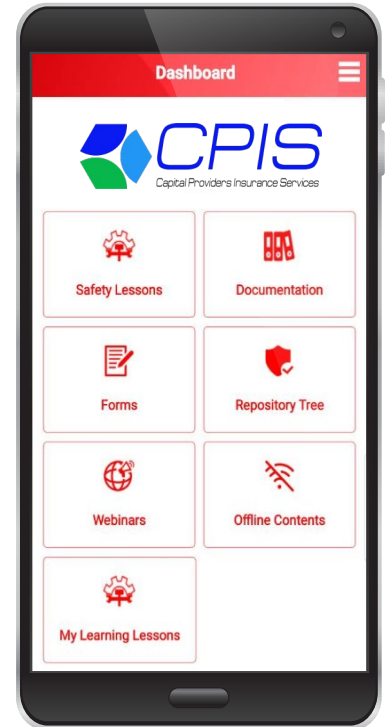 Dashboard
CPIS
Capital Providers Insurance Services
Safety Lessons
Documentation
Forms
Repository Tree
Webinars
Offline Contents
My Learning Lessons